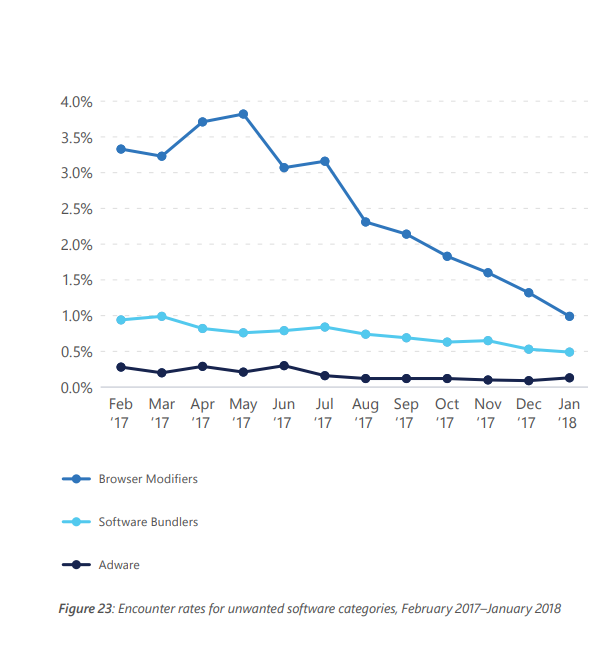 4.0%
3.5%
3.0%
2.5%
2.0%
1.5%
1.0%
0.5%
0.0%
Feb Mar Apr May Jun Jul Aug Sep Oct Nov Dec Jan
'17 '17 '17 '17 '17 '17 '17 '17 '17 '17 '17 '18
Browser Modifiers
Software Bundlers
Adware
Figure 23: Encounter rates for unwanted software categories, February 2017–January 2018